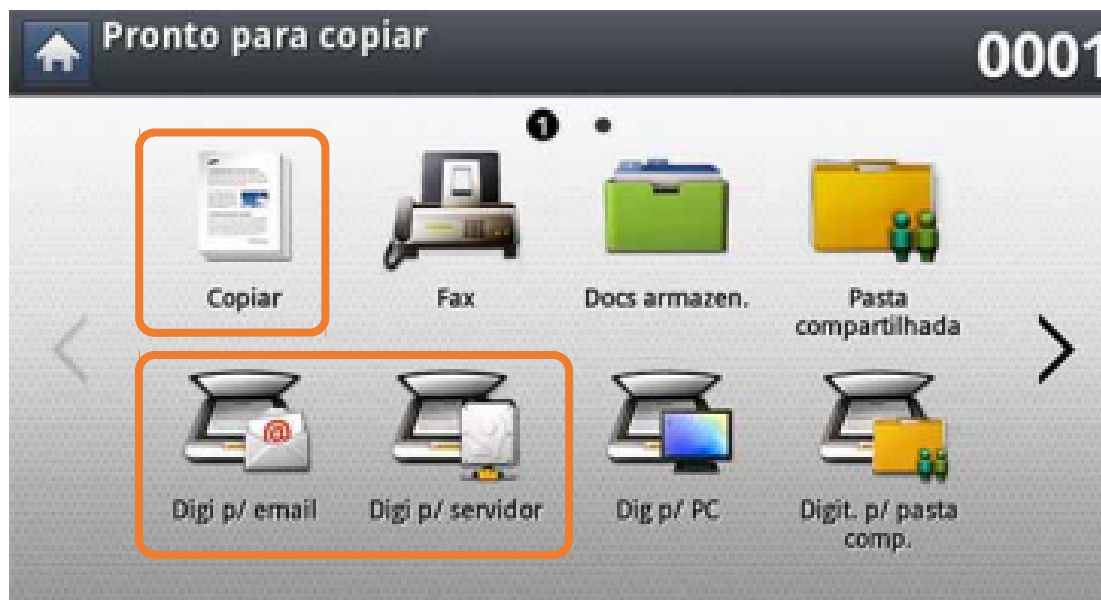 Pronto para copiar
0001
1
Copiar
Fax
Docs armazen.
Pasta
compartilhada
@
Digi p/ email
Digi p/ servidor
Dig p/ PC
Digit. p/ pasta
comp.